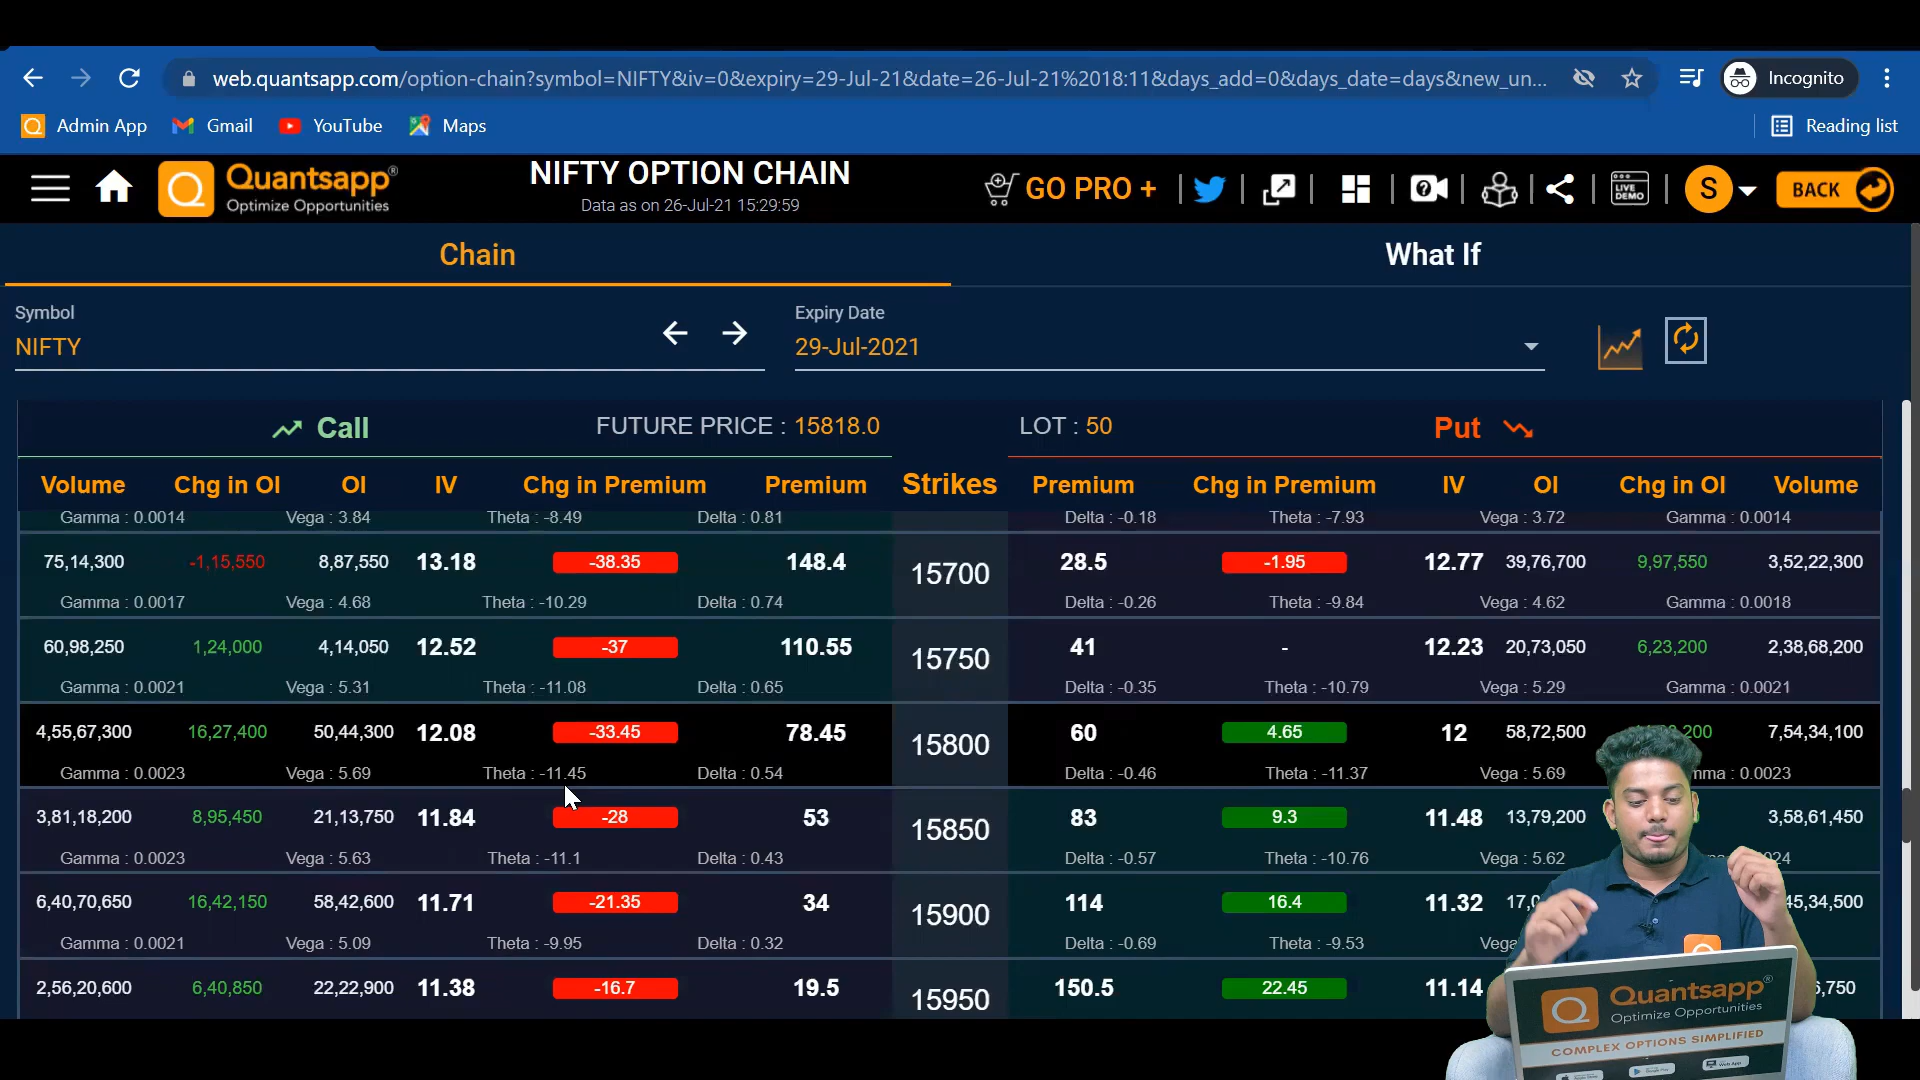 web.quantsapp.com/option-chain?symbol=NIFTY&iv=0&expiry=29-Jul-21&date=26-Jul-21%2018:11&days_add=0&days_date=days&new_un... Incognito
Admin App Gmail YouTube Maps Reading list
Quantsapp®
Optimize Opportunities
NIFTY OPTION CHAIN
Data as on 26-Jul-21 15:29:59
GO PRO + LIVE DEMO S BACK
Chain What If
Symbol Expiry Date
NIFTY 29-Jul-2021
Call FUTURE PRICE : 15818.0 LOT : 50 Put
Volume Chg in OI OI IV Chg in Premium Premium Strikes Premium Chg in Premium IV OI Chg in OI Volume
Gamma : 0.0014 Vega : 3.84 Theta : -8.49 Delta : 0.81 Delta : -0.18 Theta : -7.93 Vega : 3.72 Gamma : 0.0014
75,14,300 -1,15,550 8,87,550 13.18 -38.35 148.4 15700 28.5 -1.95 12.77 39,76,700 9,97,550 3,52,22,300
Gamma : 0.0017 Vega : 4.68 Theta : -10.29 Delta : 0.74 Delta : -0.26 Theta : -9.84 Vega : 4.62 Gamma : 0.0018
60,98,250 1,24,000 4,14,050 12.52 -37 110.55 15750 41 - 12.23 20,73,050 6,23,200 2,38,68,200
Gamma : 0.0021 Vega : 5.31 Theta : -11.08 Delta : 0.65 Delta : -0.35 Theta : -10.79 Vega : 5.29 Gamma : 0.0021
4,55,67,300 16,27,400 50,44,300 12.08 -33.45 78.45 15800 60 4.65 12 58,72,500 7,54,34,100
Gamma : 0.0023 Vega : 5.69 Theta : -11.45 Delta : 0.54 Delta : -0.46 Theta : -11.37 Vega : 5.69 : 0.0023
3,81,18,200 8,95,450 21,13,750 11.84 -28 53 15850 83 9.3 11.48 13,79,200 3,58,61,450
Gamma : 0.0023 Vega : 5.63 Theta : -11.1 Delta : 0.43 Delta : -0.57 Theta : -10.76 Vega : 5.62
6,40,70,650 16,42,150 58,42,600 11.71 -21.35 34 15900 114 16.4 11.32
Gamma : 0.0021 Vega : 5.09 Theta : -9.95 Delta : 0.32 Delta : -0.69 Theta : -9.53
2,56,20,600 6,40,850 22,22,900 11.38 -16.7 19.5 15950 150.5 22.45 11.14
Quantsapp®
Optimize Opportunities
COMPLEX OPTIONS SIMPLIFIED